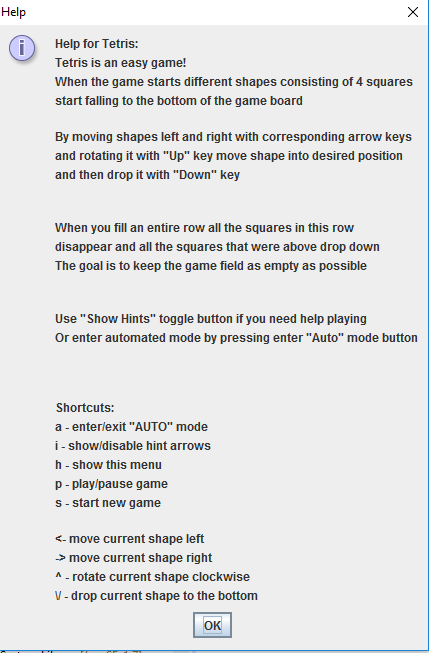 Help
Help for Tetris:
Tetris is an easy game!
When the game starts different shapes consisting of 4 squares
start falling to the bottom of the game board
By moving shapes left and right with corresponding arrow keys
and rotating it with "Up" key move shape into desired position
and then drop it with "Down" key
When you fill an entire row all the squares in this row
disappear and all the squares that were above drop down
The goal is to keep the game field as empty as possible
Use "Show Hints" toggle button if you need help playing
Or enter automated mode by pressing enter "Auto" mode button
Shortcuts:
a - enter/exit "AUTO" mode
i - show/disable hint arrows
h - show this menu
p - play/pause game
s - start new game
<- move current shape left
-> move current shape right
^ - rotate current shape clockwise
\/ - drop current shape to the bottom
OK